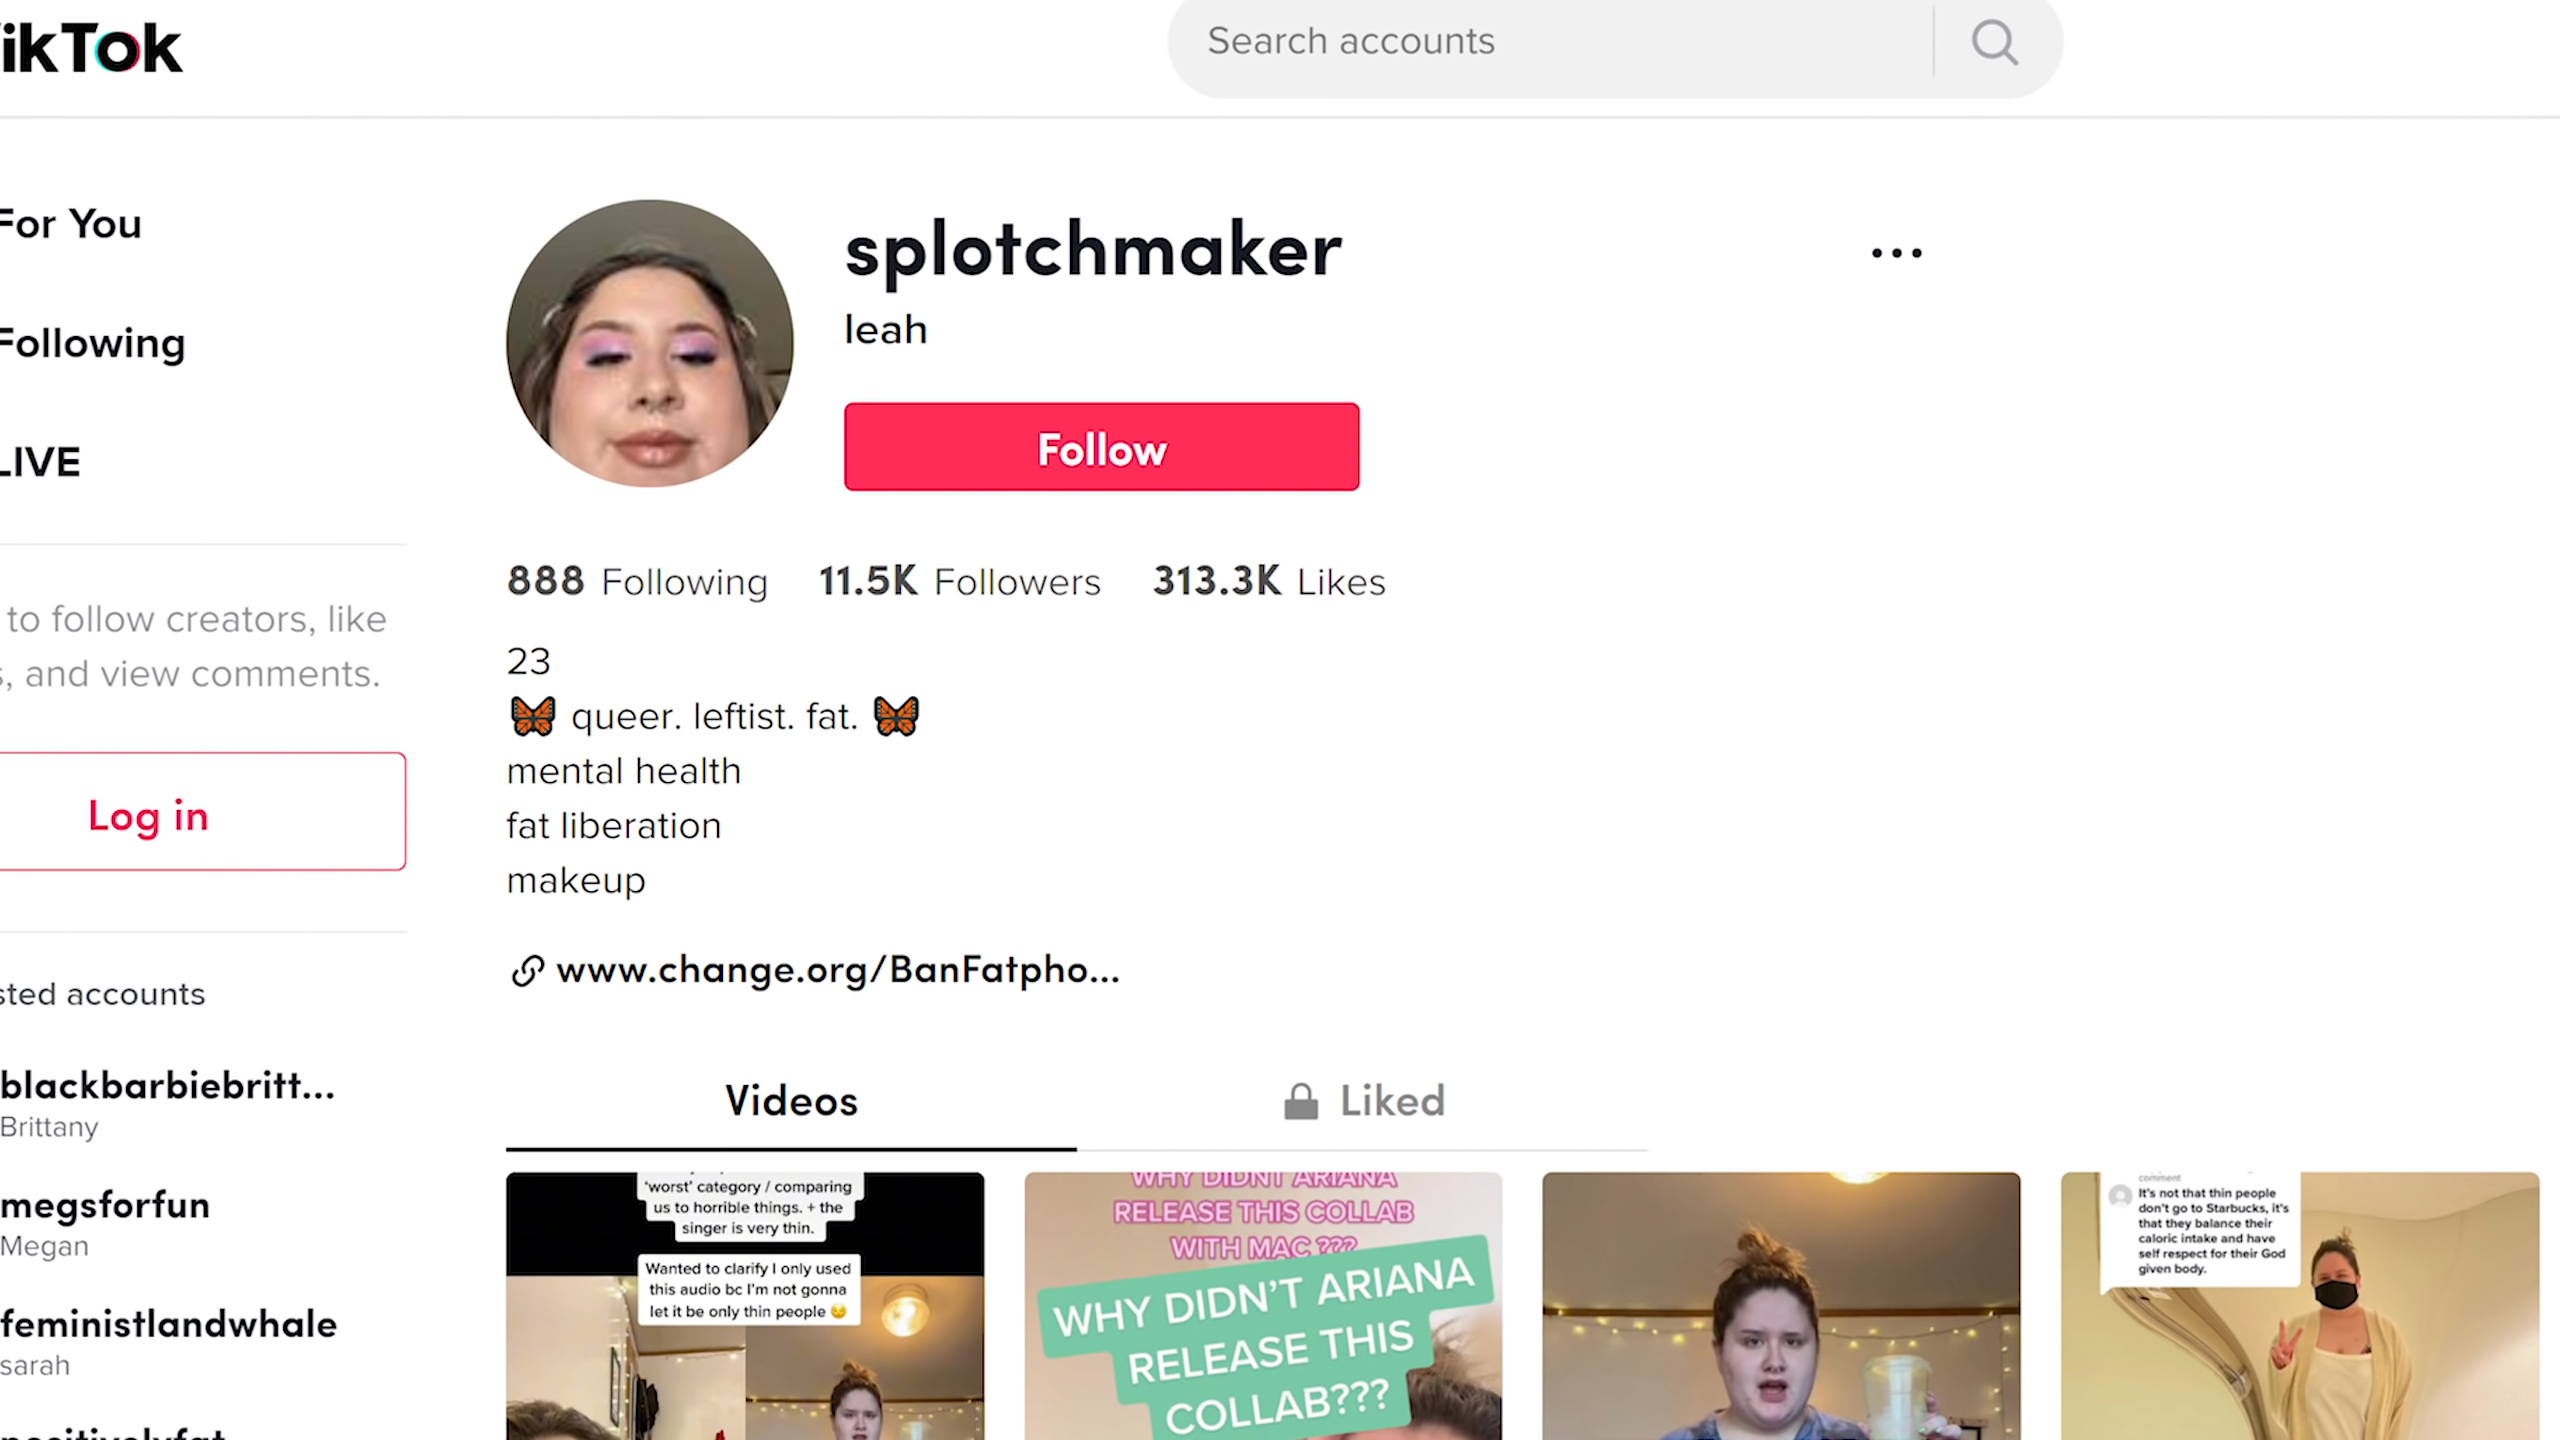 ikTok
Search accounts
For You
Following
LIVE
to follow creators, like
s, and view comments.
Log in
sted accounts
blackbarbiebritt...
Brittany
megsforfun
Megan
feministlandwhale
sarah
positivelyfat
splotchmaker
leah
Follow
888 Following 11.5K Followers 313.3K Likes
23
🦋 queer. leftist. fat. 🦋
mental health
fat liberation
makeup
www.change.org/BanFatpho...
Videos
Liked
'worst' category / comparing
us to horrible things. + the
singer is very thin.
Wanted to clarify I only used
this audio bc I'm not gonna
let it be only thin people 😔
WHY DIDNT ARIANA
RELEASE THIS COLLAB
WITH MAC ???
WHY DIDN'T ARIANA
RELEASE THIS
COLLAB???
comment
It's not that thin people
don't go to Starbucks, it's
that they balance their
caloric intake and have
self respect for their God
given body.